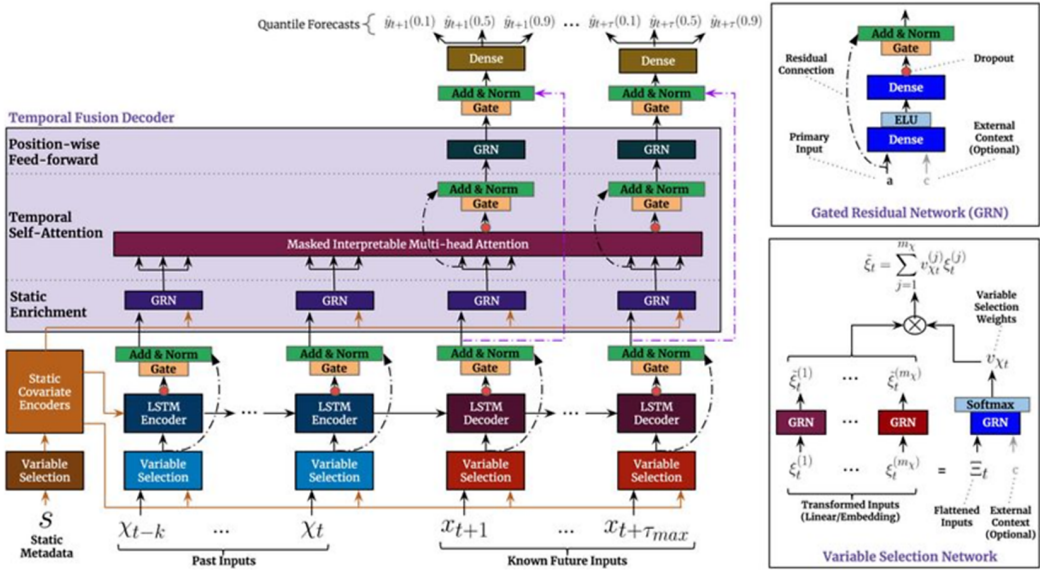 Quantile Forecasts
ŷt+1(0.1) ŷt+1(0.5) ŷt+1(0.9) ... ŷt+τ(0.1) ŷt+τ(0.5) ŷt+τ(0.9)
Dense Dense
Add & Norm Add & Norm
Gate Gate
Temporal Fusion Decoder
Position-wise
Feed-forward
GRN GRN
Add & Norm Add & Norm
Gate Gate
Temporal
Self-Attention
Masked Interpretable Multi-head Attention
Static
Enrichment
GRN GRN GRN GRN
Add & Norm Add & Norm Add & Norm Add & Norm
Gate Gate Gate Gate
Static
Covariate
Encoders
LSTM
Encoder
...
LSTM
Encoder
LSTM
Decoder
...
LSTM
Decoder
Variable
Selection
Variable
Selection
Variable
Selection
Variable
Selection
Variable
Selection
S
Static
Metadata
χt−k ... χt xt+1 ... xt+τmax
Past Inputs
Known Future Inputs
Add & Norm
Gate
Residual
Connection
Dropout
Dense
ELU
Dense
Primary
Input
External
Context
(Optional)
a c
Gated Residual Network (GRN)
ξ̃t = ∑ j=1 mχ vχt(j) ξ̃t(j)
Variable
Selection
Weights
⊗
vχt
ξ̃t(1) ... ξ̃t(mχ)
Softmax
GRN GRN GRN
ξt(1) ... ξt(mχ) = Ξt c
Transformed Inputs
(Linear/Embedding)
Flattened
Inputs
External
Context
(Optional)
Variable Selection Network